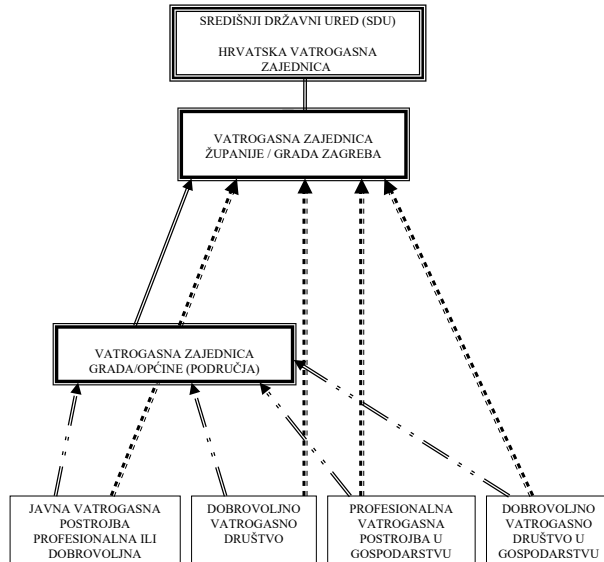 SREDIŠNJI DRŽAVNI URED (SDU)
HRVATSKA VATROGASNA
ZAJEDNICA
VATROGASNA ZAJEDNICA
ŽUPANIJE / GRADA ZAGREBA
VATROGASNA ZAJEDNICA
GRADA/OPĆINE (PODRUČJA)
JAVNA VATROGASNA
POSTROJBA
PROFESIONALNA ILI
DOBROVOLJNA
DOBROVOLJNO
VATROGASNO
DRUŠTVO
PROFESIONALNA
VATROGASNA
POSTROJBA U
GOSPODARSTVU
DOBROVOLJNO
VATROGASNO
DRUŠTVO U
GOSPODARSTVU